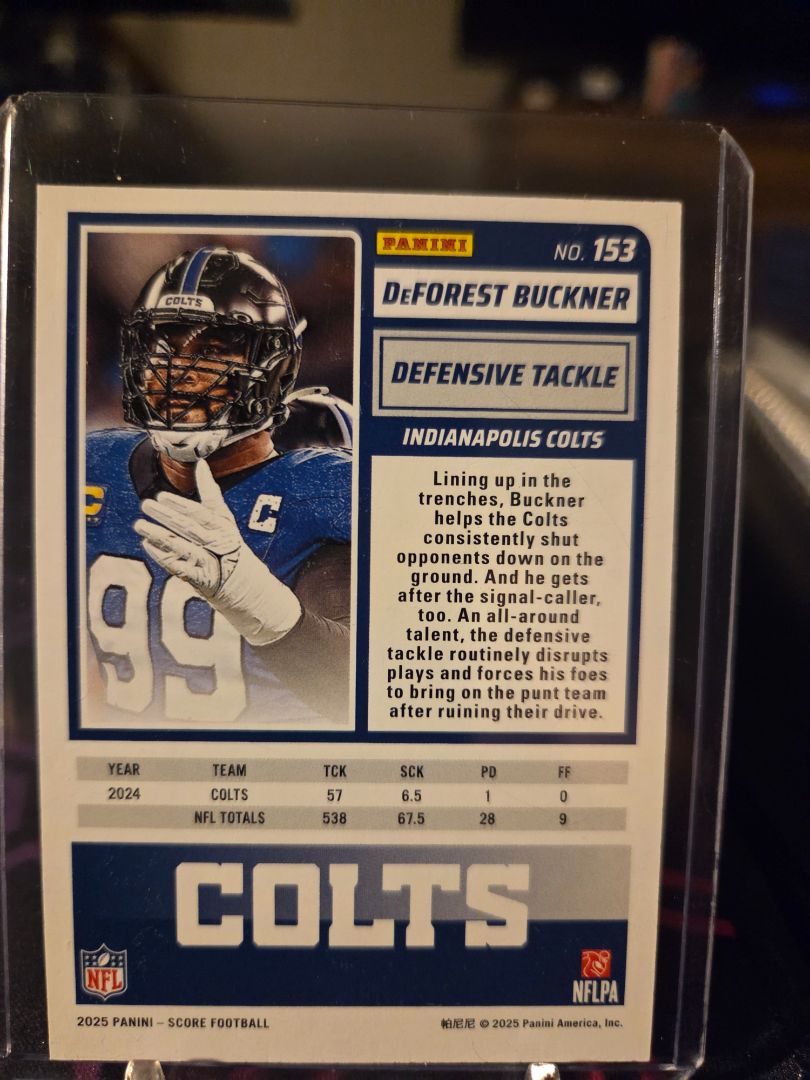 PANINI
NO. 153
DeFOREST BUCKNER
DEFENSIVE TACKLE
INDIANAPOLIS COLTS
COLTS
C
C
99
Lining up in the
trenches, Buckner
helps the Colts
consistently shut
opponents down on the
ground. And he gets
after the signal-caller,
too. An all-around
talent, the defensive
tackle routinely disrupts
plays and forces his foes
to bring on the punt team
after ruining their drive.
YEAR TEAM TCK SCK PD FF
2024 COLTS 57 6.5 1 0
NFL TOTALS 538 67.5 28 9
COLTS
NFL
NFLPA
2025 PANINI – SCORE FOOTBALL
帕尼尼 © 2025 Panini America, Inc.